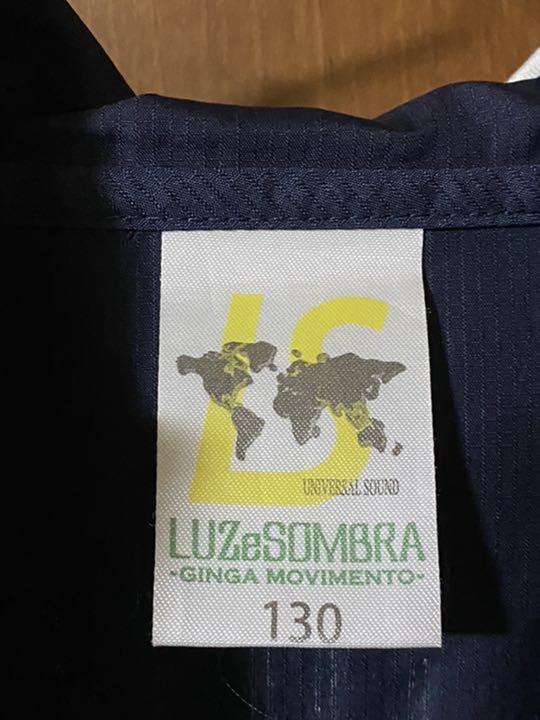 LS
UNIVERSAL SOUND
LUZeSOMBRA
-GINGA MOVIMENTO-
130